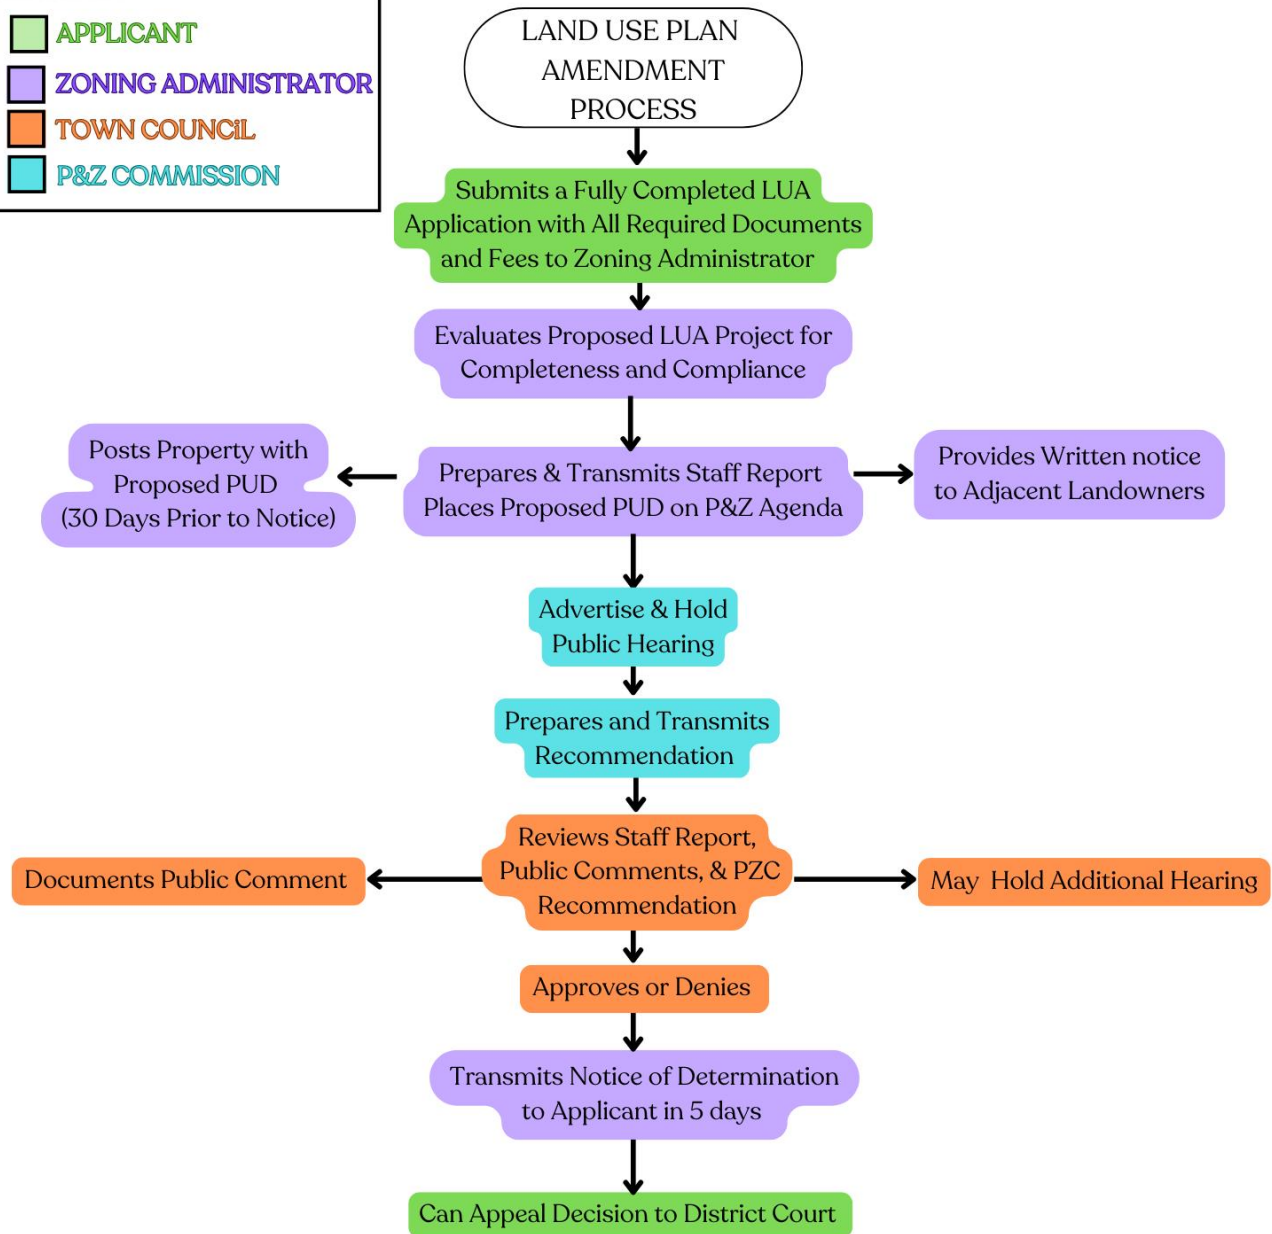 APPLICANT
ZONING ADMINISTRATOR
TOWN COUNCiL
P&Z COMMISSION
LAND USE PLAN
AMENDMENT
PROCESS
Submits a Fully Completed LUA
Application with All Required Documents
and Fees to Zoning Administrator
Evaluates Proposed LUA Project for
Completeness and Compliance
Posts Property with
Proposed PUD
(30 Days Prior to Notice)
Prepares & Transmits Staff Report
Places Proposed PUD on P&Z Agenda
Provides Written notice
to Adjacent Landowners
Advertise & Hold
Public Hearing
Prepares and Transmits
Recommendation
Documents Public Comment
Reviews Staff Report,
Public Comments, & PZC
Recommendation
May Hold Additional Hearing
Approves or Denies
Transmits Notice of Determination
to Applicant in 5 days
Can Appeal Decision to District Court